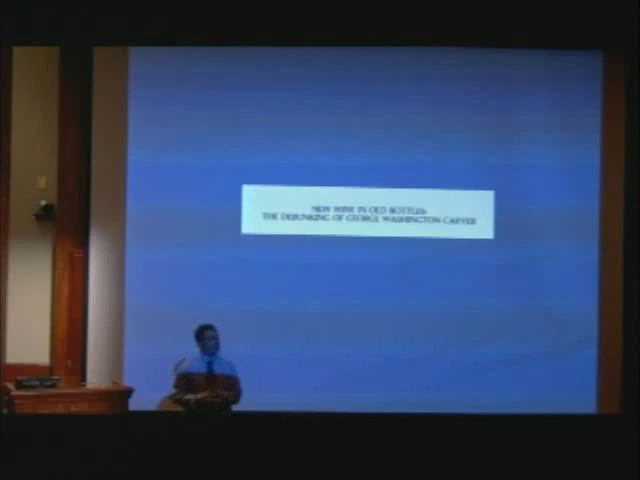 NEW WINE IN OLD BOTTLES:
THE DEBUNKING OF GEORGE WASHINGTON CARVER